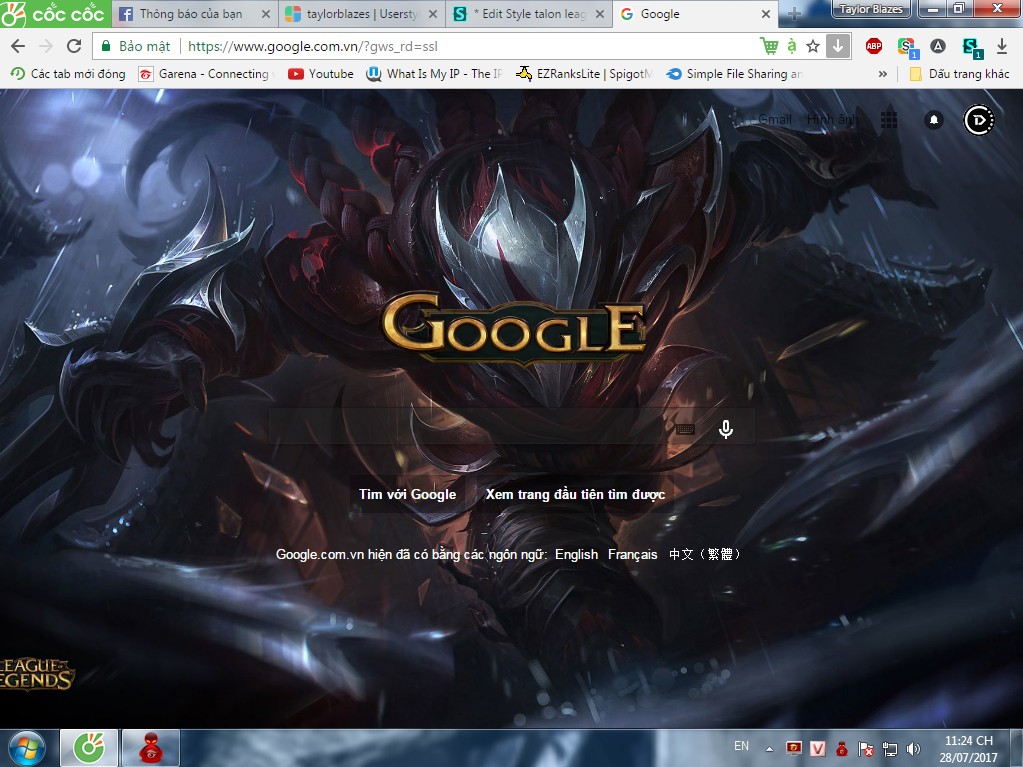 cốc cốc
Thông báo của bạn
taylorblazes | Usersty
* Edit Style talon leag
Google
Taylor Blazes
Bảo mật
https://www.google.com.vn/?gws_rd=ssl
à
ABP
S
1
A
S
1
Các tab mới đóng
Garena - Connecting
Youtube
What Is My IP - The IP
EZRanksLite | SpigotM
Simple File Sharing an
»
Dấu trang khác
Gmail
Hình ảnh
GOOGLE
Tìm với Google
Xem trang đầu tiên tìm được
Google.com.vn hiện đã có bằng các ngôn ngữ: English Français 中文（繁體）
LEAGUE OF
LEGENDS
EN
V
11:24 CH
28/07/2017